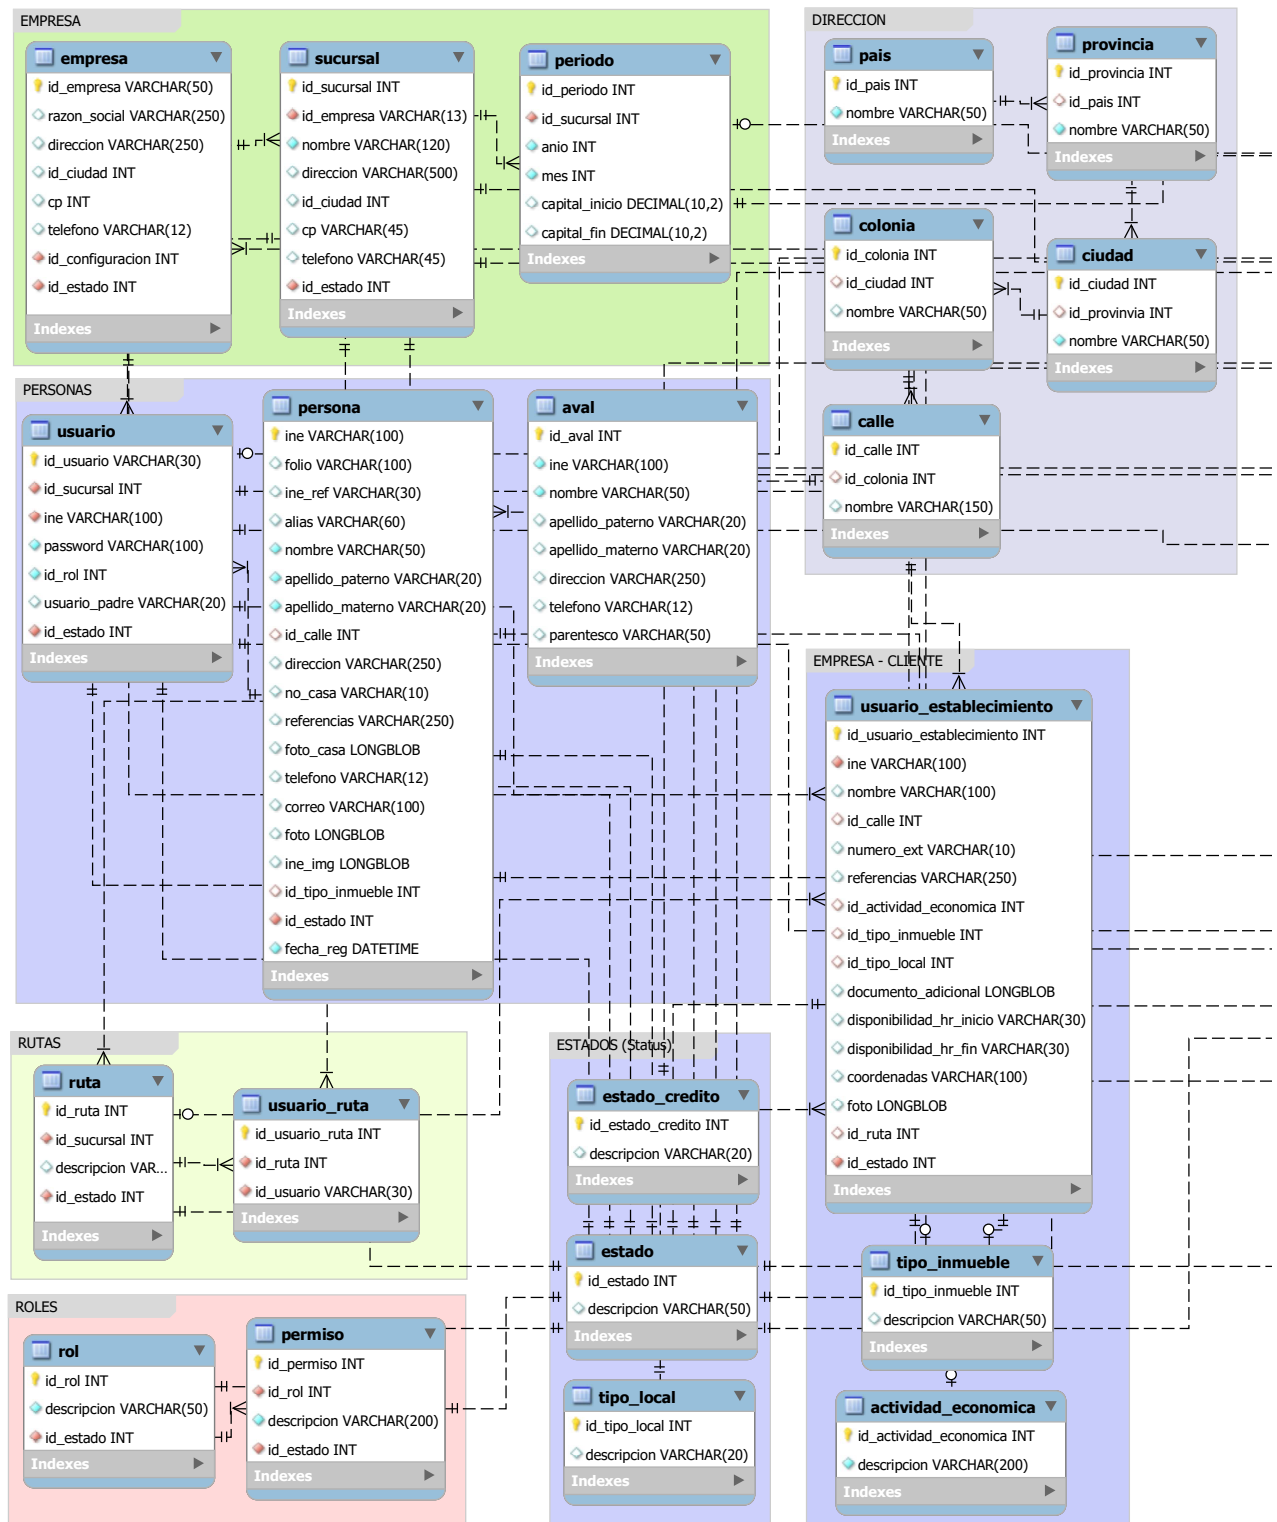 EMPRESA
empresa
id_empresa VARCHAR(50)
razon_social VARCHAR(250)
direccion VARCHAR(250)
id_ciudad INT
cp INT
telefono VARCHAR(12)
id_configuracion INT
id_estado INT
Indexes
sucursal
id_sucursal INT
id_empresa VARCHAR(13)
nombre VARCHAR(120)
direccion VARCHAR(500)
id_ciudad INT
cp VARCHAR(45)
telefono VARCHAR(45)
id_estado INT
Indexes
periodo
id_periodo INT
id_sucursal INT
anio INT
mes INT
capital_inicio DECIMAL(10,2)
capital_fin DECIMAL(10,2)
Indexes
DIRECCION
pais
id_pais INT
nombre VARCHAR(50)
Indexes
provincia
id_provincia INT
id_pais INT
nombre VARCHAR(50)
Indexes
colonia
id_colonia INT
id_ciudad INT
nombre VARCHAR(50)
Indexes
ciudad
id_ciudad INT
id_provinvia INT
nombre VARCHAR(50)
Indexes
calle
id_calle INT
id_colonia INT
nombre VARCHAR(150)
Indexes
PERSONAS
usuario
id_usuario VARCHAR(30)
id_sucursal INT
ine VARCHAR(100)
password VARCHAR(100)
id_rol INT
usuario_padre VARCHAR(20)
id_estado INT
Indexes
persona
ine VARCHAR(100)
folio VARCHAR(100)
ine_ref VARCHAR(30)
alias VARCHAR(60)
nombre VARCHAR(50)
apellido_paterno VARCHAR(20)
apellido_materno VARCHAR(20)
id_calle INT
direccion VARCHAR(250)
no_casa VARCHAR(10)
referencias VARCHAR(250)
foto_casa LONGBLOB
telefono VARCHAR(12)
correo VARCHAR(100)
foto LONGBLOB
ine_img LONGBLOB
id_tipo_inmueble INT
id_estado INT
fecha_reg DATETIME
Indexes
aval
id_aval INT
ine VARCHAR(100)
nombre VARCHAR(50)
apellido_paterno VARCHAR(20)
apellido_materno VARCHAR(20)
direccion VARCHAR(250)
telefono VARCHAR(12)
parentesco VARCHAR(50)
Indexes
EMPRESA - CLIENTE
usuario_establecimiento
id_usuario_establecimiento INT
ine VARCHAR(100)
nombre VARCHAR(100)
id_calle INT
numero_ext VARCHAR(10)
referencias VARCHAR(250)
id_actividad_economica INT
id_tipo_inmueble INT
id_tipo_local INT
documento_adicional LONGBLOB
disponibilidad_hr_inicio VARCHAR(30)
disponibilidad_hr_fin VARCHAR(30)
coordenadas VARCHAR(100)
foto LONGBLOB
id_ruta INT
id_estado INT
Indexes
tipo_inmueble
id_tipo_inmueble INT
descripcion VARCHAR(50)
Indexes
actividad_economica
id_actividad_economica INT
descripcion VARCHAR(200)
Indexes
RUTAS
ruta
id_ruta INT
id_sucursal INT
descripcion VAR...
id_estado INT
Indexes
usuario_ruta
id_usuario_ruta INT
id_ruta INT
id_usuario VARCHAR(30)
Indexes
ESTADOS (Status)
estado_credito
id_estado_credito INT
descripcion VARCHAR(20)
Indexes
estado
id_estado INT
descripcion VARCHAR(50)
Indexes
tipo_local
id_tipo_local INT
descripcion VARCHAR(20)
Indexes
ROLES
rol
id_rol INT
descripcion VARCHAR(50)
id_estado INT
Indexes
permiso
id_permiso INT
id_rol INT
descripcion VARCHAR(200)
id_estado INT
Indexes